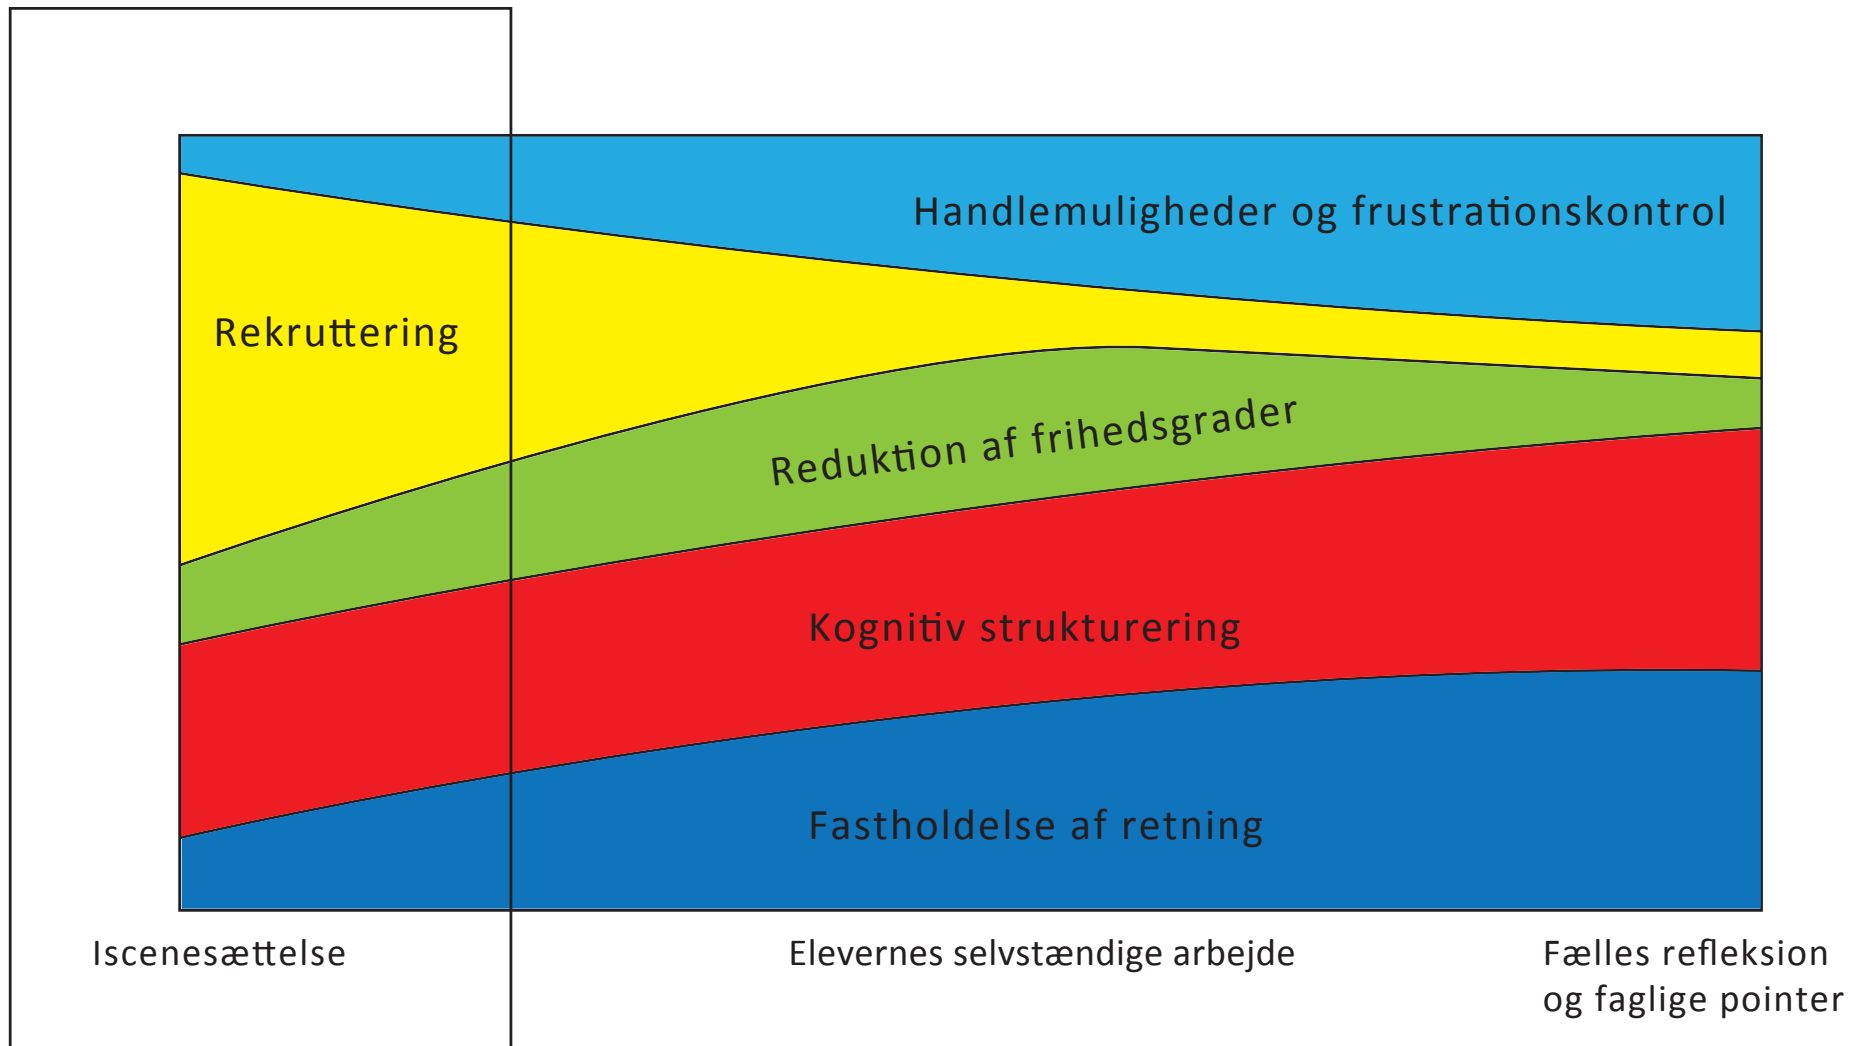 Handlemuligheder og frustrationskontrol
Rekruttering
Reduktion af frihedsgrader
Kognitiv strukturering
Fastholdelse af retning
Iscenesættelse
Elevernes selvstændige arbejde
Fælles refleksion
og faglige pointer